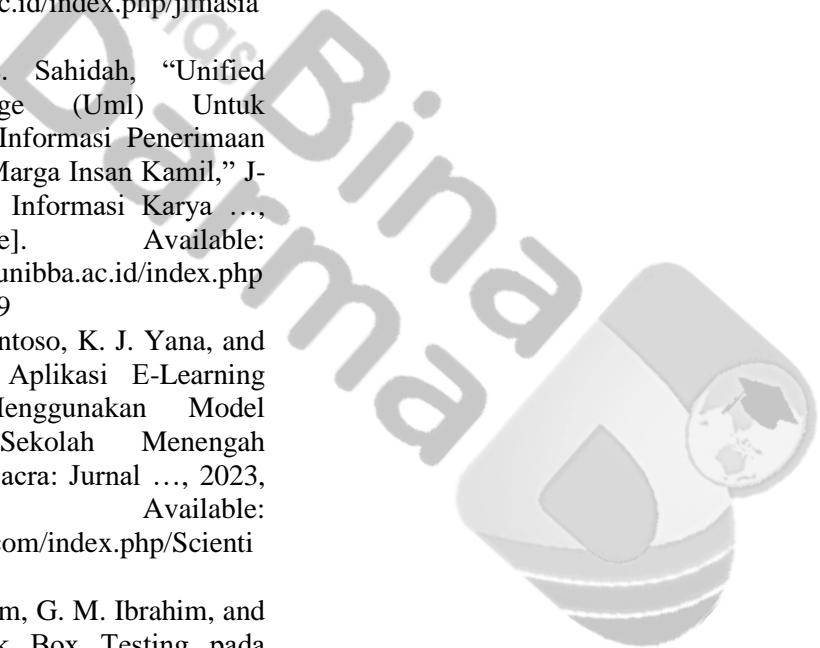 c.id/index.php/jimasia
Sahidah, “Unified
ge (Uml) Untuk
Informasi Penerimaan
Marga Insan Kamil,” J-
Informasi Karya …,
e]. Available:
unibba.ac.id/index.php
9
ntoso, K. J. Yana, and
Aplikasi E-Learning
Menggunakan Model
Sekolah Menengah
acra: Jurnal …, 2023,
Available:
com/index.php/Scienti
m, G. M. Ibrahim, and
k Box Testing pada
itas
Bina
Darma